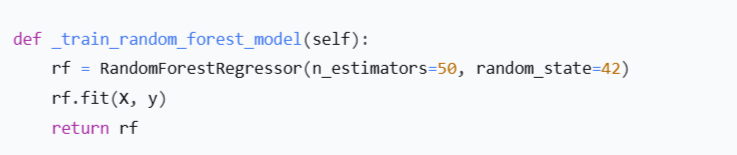 def _train_random_forest_model(self):
    rf = RandomForestRegressor(n_estimators=50, random_state=42)
    rf.fit(X, y)
    return rf